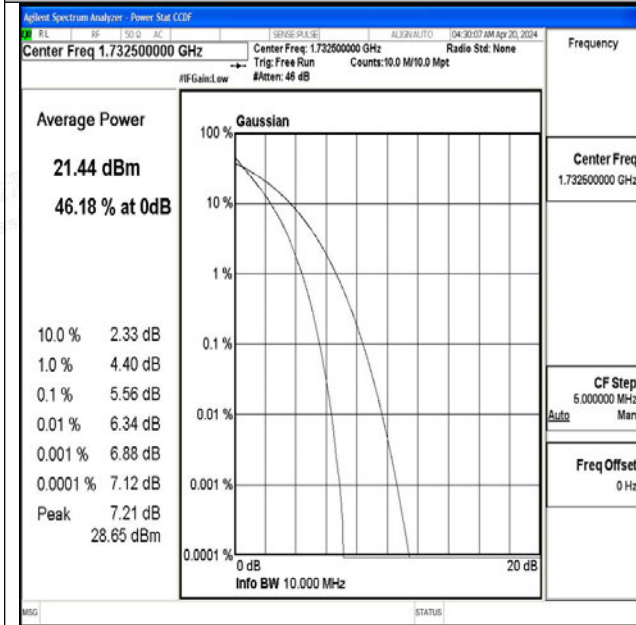 Agilent Spectrum Analyzer - Power Stat CCDF
RL RF 50 Ω AC SENSE:PULSE ALIGN AUTO 04:30:07 AM Apr 20, 2024
Center Freq 1.732500000 GHz
Center Freq: 1.732500000 GHz Radio Std: None
Trig: Free Run Counts:10.0 M/10.0 Mpt
#IFGain:Low #Atten: 46 dB
Frequency
Average Power
21.44 dBm
46.18 % at 0dB
10.0 % 2.33 dB
1.0 % 4.40 dB
0.1 % 5.56 dB
0.01 % 6.34 dB
0.001 % 6.88 dB
0.0001 % 7.12 dB
Peak 7.21 dB
28.65 dBm
Gaussian
100 %
10 %
1 %
0.1 %
0.01 %
0.001 %
0.0001 %
0 dB 20 dB
Info BW 10.000 MHz
Center Freq
1.732500000 GHz
CF Step
5.000000 MHz
Auto Man
Freq Offset
0 Hz
MSG STATUS